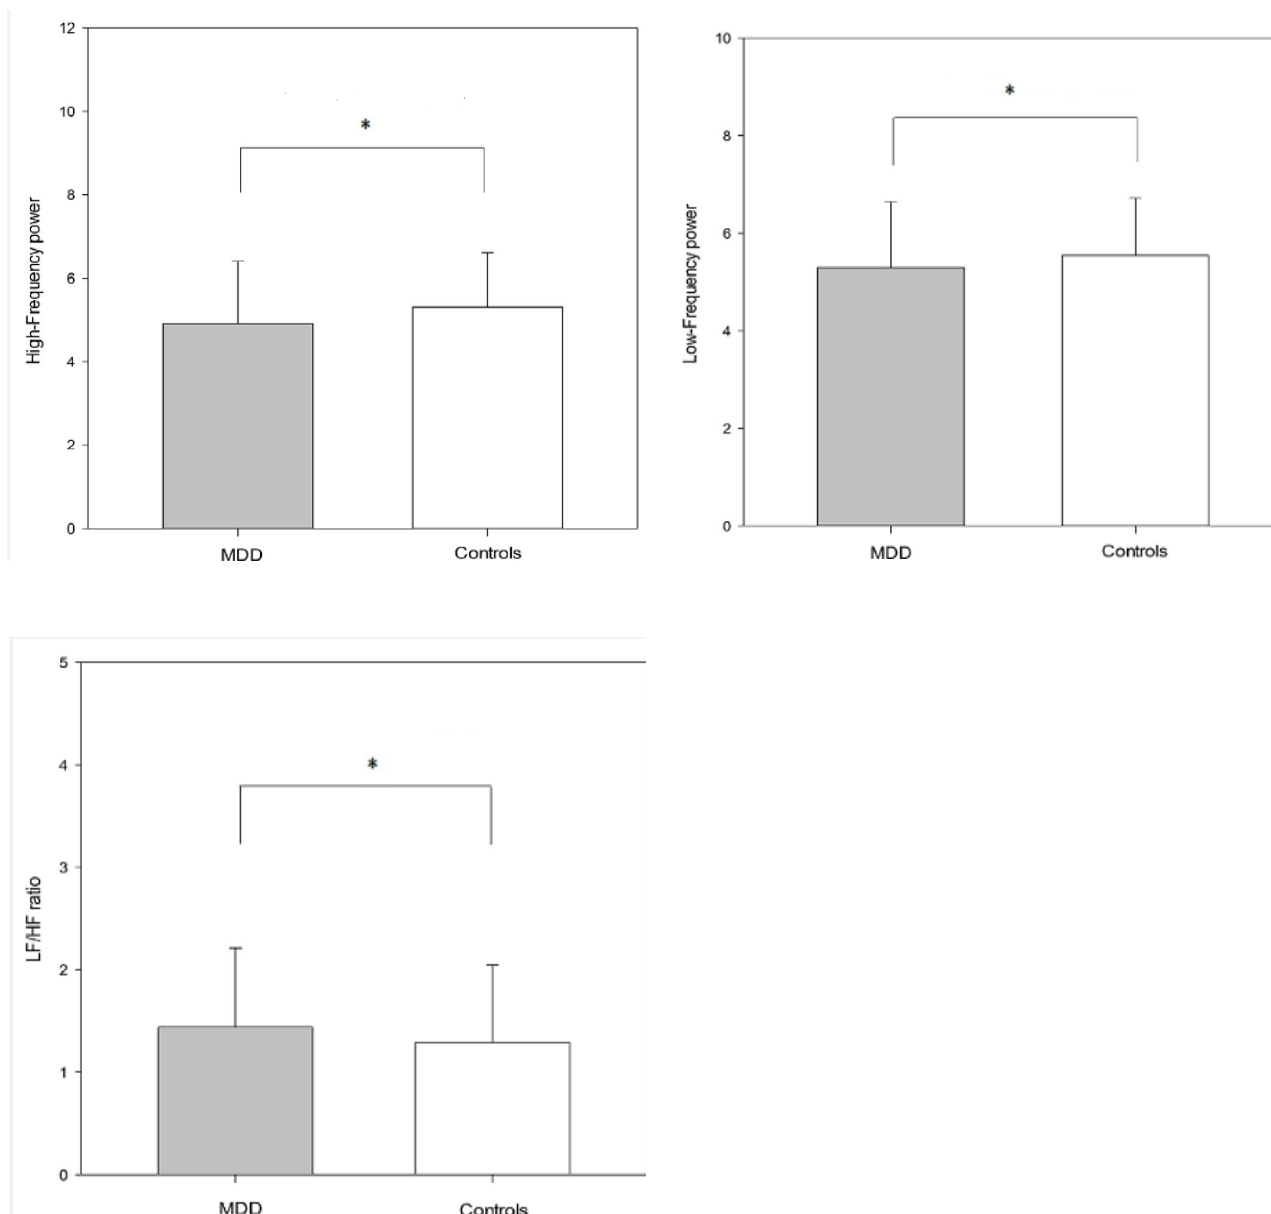 12
10
8
6
4
2
0
High-Frequency power
*
MDD
Controls
10
8
6
4
2
0
Low-Frequency power
*
MDD
Controls
5
4
3
2
1
0
LF/HF ratio
*
MDD
Controls